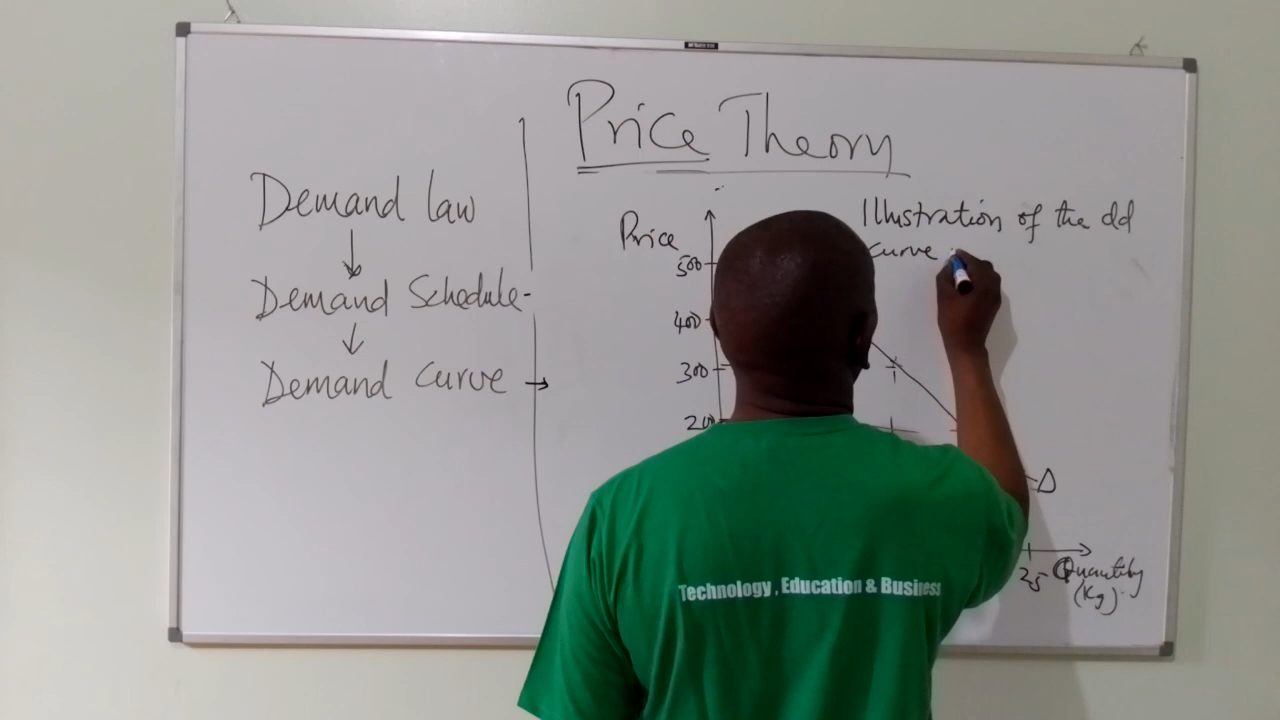 Price Theory
Demand law
Demand Schedule
Demand Curve
Illustration of the dd
curve
Price
500
400
300
200
D
25
Quantity
(Kg)
Technology , Education & Business